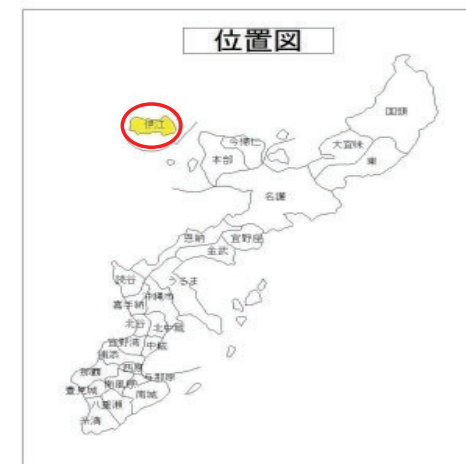 位置図
国頭
伊江
今帰仁
大宜味
東
本部
名護
恩納
宜野座
金武
うるま
読谷
沖縄市
嘉手納
北谷
北中城
宜野湾
中城
浦添
西原
那覇
与那原
南風原
豊見城
南城
八重瀬
糸満